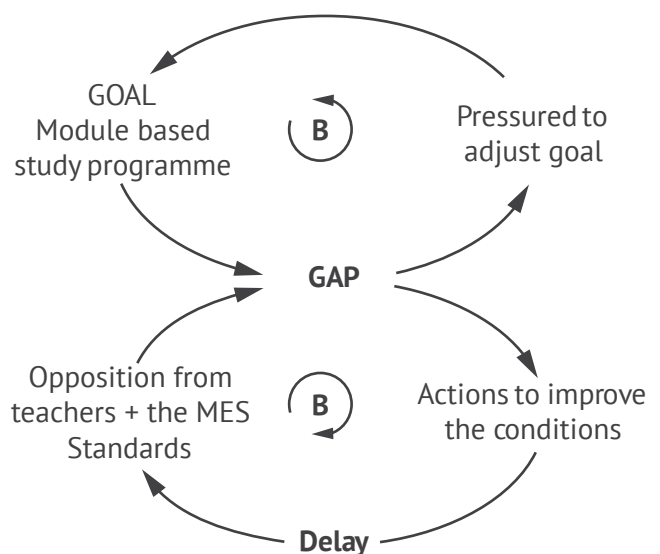 GOAL
Module based
study programme
B
Pressured to
adjust goal
GAP
Opposition from
teachers + the MES
Standards
B
Actions to improve
the conditions
Delay